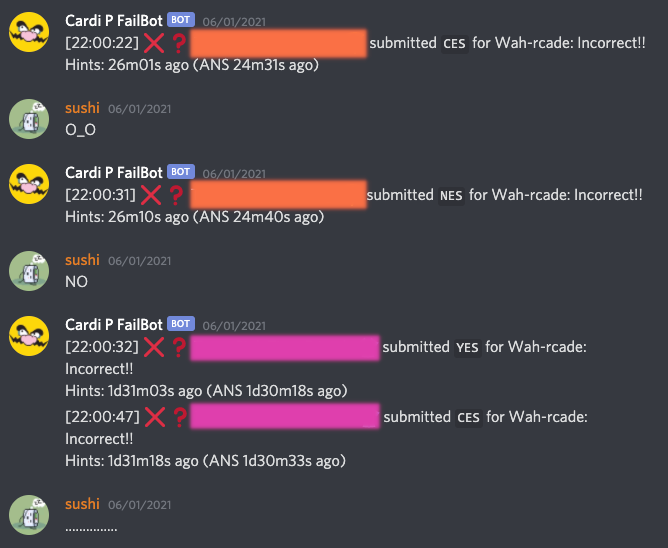 Cardi P FailBot BOT 06/01/2021
[22:00:22] ❌ ❓ submitted CES for Wah-rcade: Incorrect!!
Hints: 26m01s ago (ANS 24m31s ago)
sushi 06/01/2021
O_O
Cardi P FailBot BOT 06/01/2021
[22:00:31] ❌ ❓ submitted NES for Wah-rcade: Incorrect!!
Hints: 26m10s ago (ANS 24m40s ago)
sushi 06/01/2021
NO
Cardi P FailBot BOT 06/01/2021
[22:00:32] ❌ ❓ submitted YES for Wah-rcade:
Incorrect!!
Hints: 1d31m03s ago (ANS 1d30m18s ago)
[22:00:47] ❌ ❓ submitted CES for Wah-rcade:
Incorrect!!
Hints: 1d31m18s ago (ANS 1d30m33s ago)
sushi 06/01/2021
...............